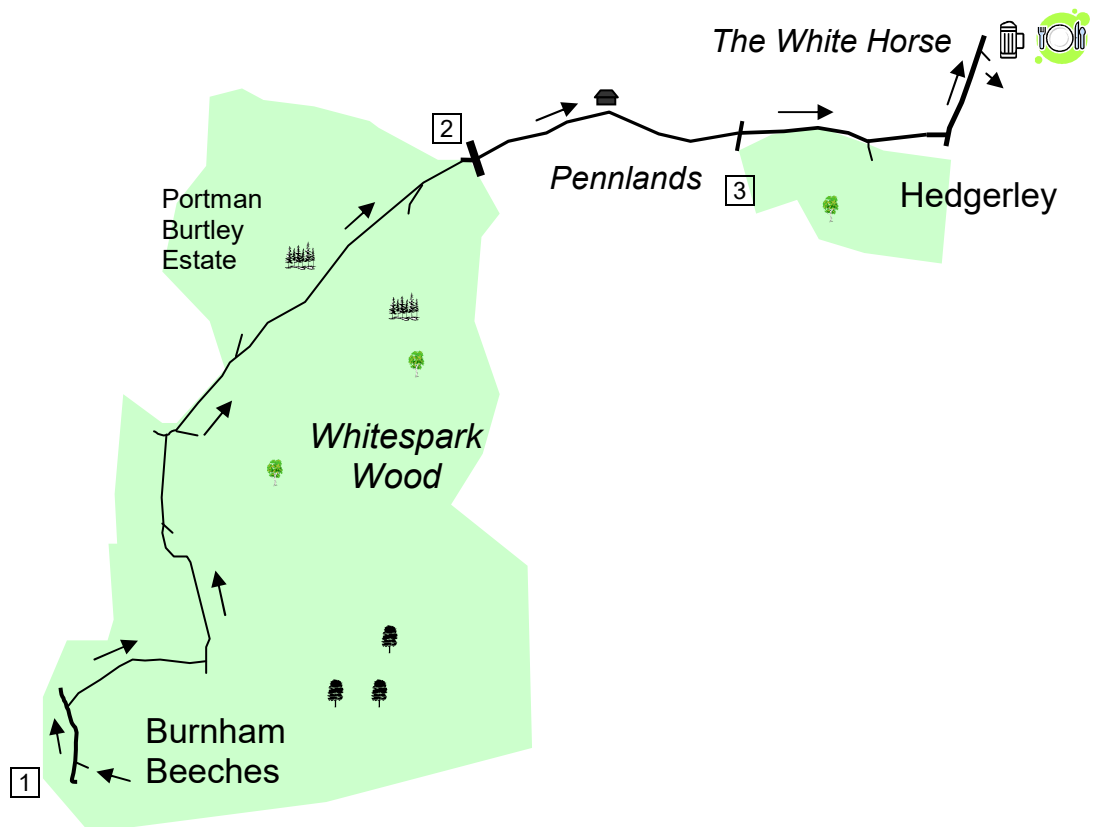 The White Horse
2
Pennlands
3
Hedgerley
Portman
Burtley
Estate
Whitespark
Wood
Burnham
Beeches
1